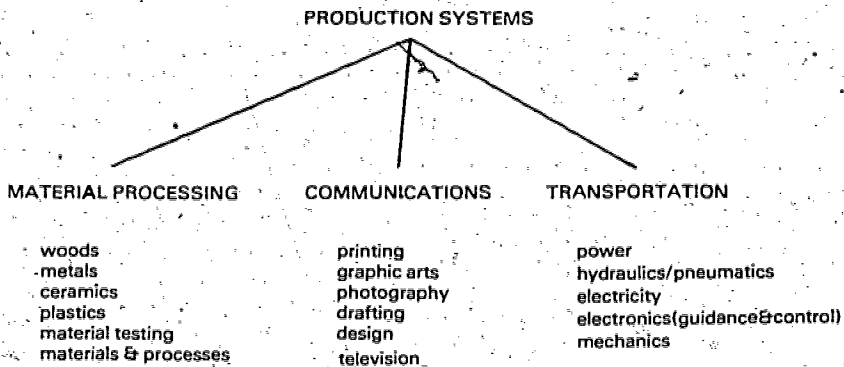 PRODUCTION SYSTEMS
MATERIAL PROCESSING
woods
metals
ceramics
plastics
material testing
materials & processes
COMMUNICATIONS
printing
graphic arts
photography
drafting
design
television
TRANSPORTATION
power
hydraulics/pneumatics
electricity
electronics(guidance&control)
mechanics